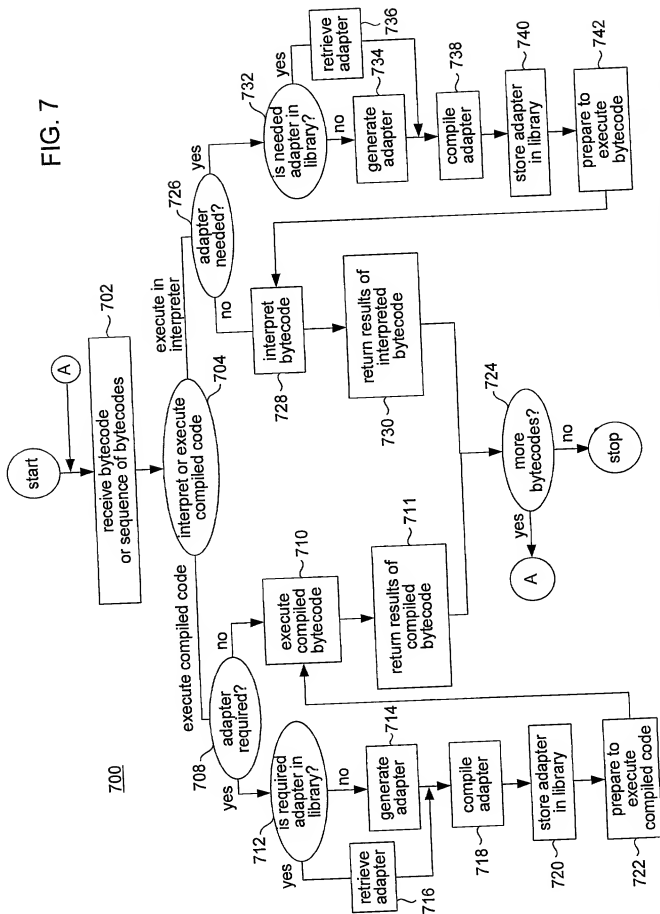 FIG. 7
700
start
A
receive bytecode
or sequence of bytecodes
702
interpret or execute
compiled code
704
execute compiled code
execute in
interpreter
adapter
required?
708
yes
no
is required
adapter in
library?
712
yes
no
retrieve
adapter
716
generate
adapter
714
compile
adapter
718
store adapter
in library
720
prepare to
execute
compiled code
722
execute
compiled
bytecode
710
return results of
compiled
bytecode
711
adapter
needed?
726
no
yes
interpret
bytecode
728
return results of
interpreted
bytecode
730
is needed
adapter in
library?
732
yes
no
retrieve
adapter
736
generate
adapter
734
compile
adapter
738
store adapter
in library
740
prepare to
execute
bytecode
742
more
bytecodes?
724
yes
no
A
stop